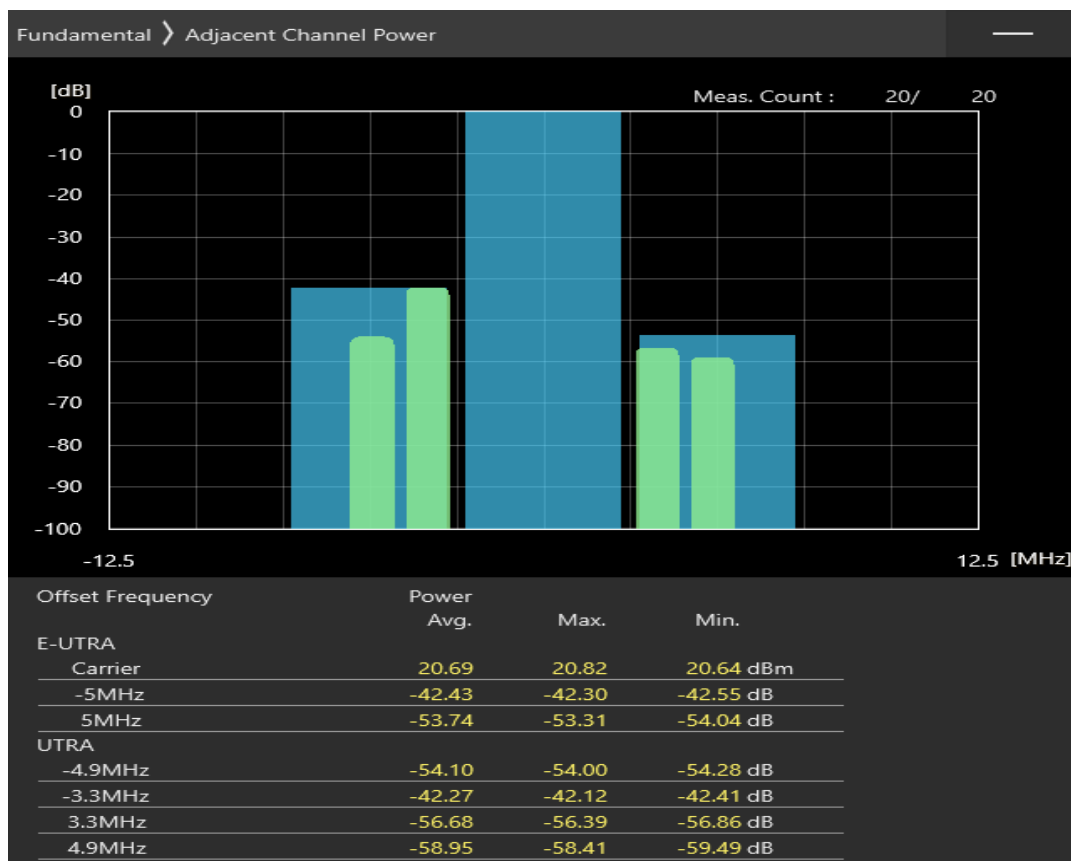 Fundamental ❯ Adjacent Channel Power
[dB]
Meas. Count : 20/ 20
0
-10
-20
-30
-40
-50
-60
-70
-80
-90
-100
-12.5 12.5 [MHz]
Offset Frequency Power
Avg. Max. Min.
E-UTRA
Carrier 20.69 20.82 20.64 dBm
-5MHz -42.43 -42.30 -42.55 dB
5MHz -53.74 -53.31 -54.04 dB
UTRA
-4.9MHz -54.10 -54.00 -54.28 dB
-3.3MHz -42.27 -42.12 -42.41 dB
3.3MHz -56.68 -56.39 -56.86 dB
4.9MHz -58.95 -58.41 -59.49 dB